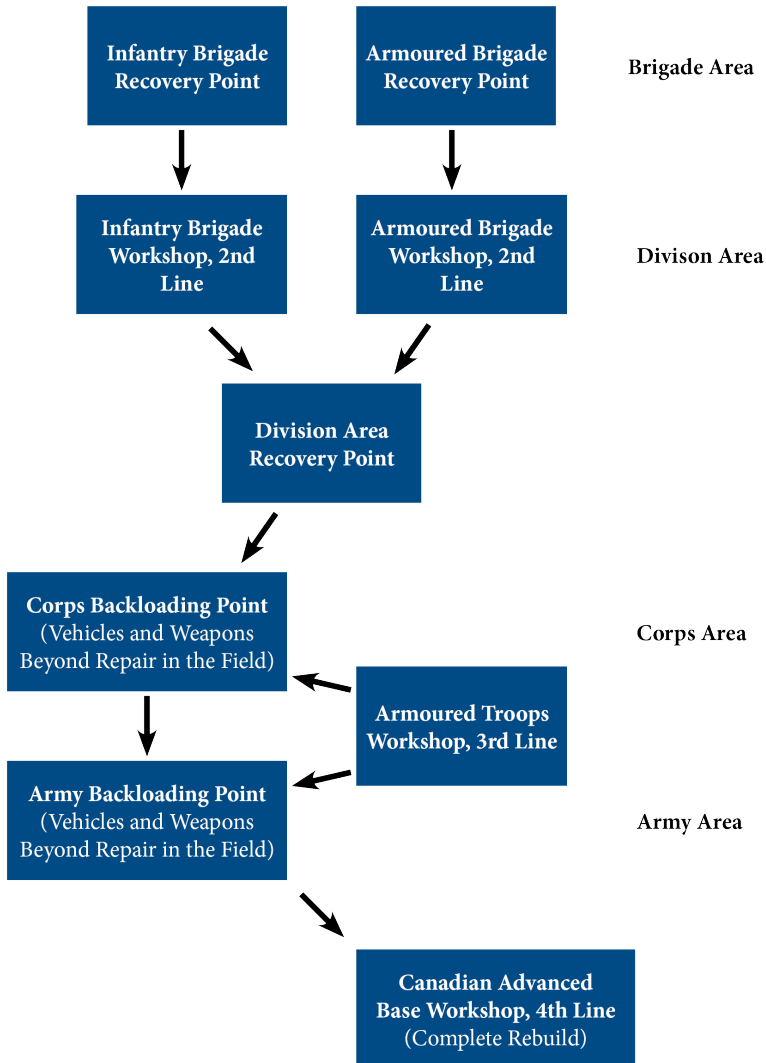 Infantry Brigade
Recovery Point
Armoured Brigade
Recovery Point
Brigade Area
Infantry Brigade
Workshop, 2nd
Line
Armoured Brigade
Workshop, 2nd
Line
Divison Area
Division Area
Recovery Point
Corps Backloading Point
(Vehicles and Weapons
Beyond Repair in the Field)
Corps Area
Armoured Troops
Workshop, 3rd Line
Army Backloading Point
(Vehicles and Weapons
Beyond Repair in the Field)
Army Area
Canadian Advanced
Base Workshop, 4th Line
(Complete Rebuild)